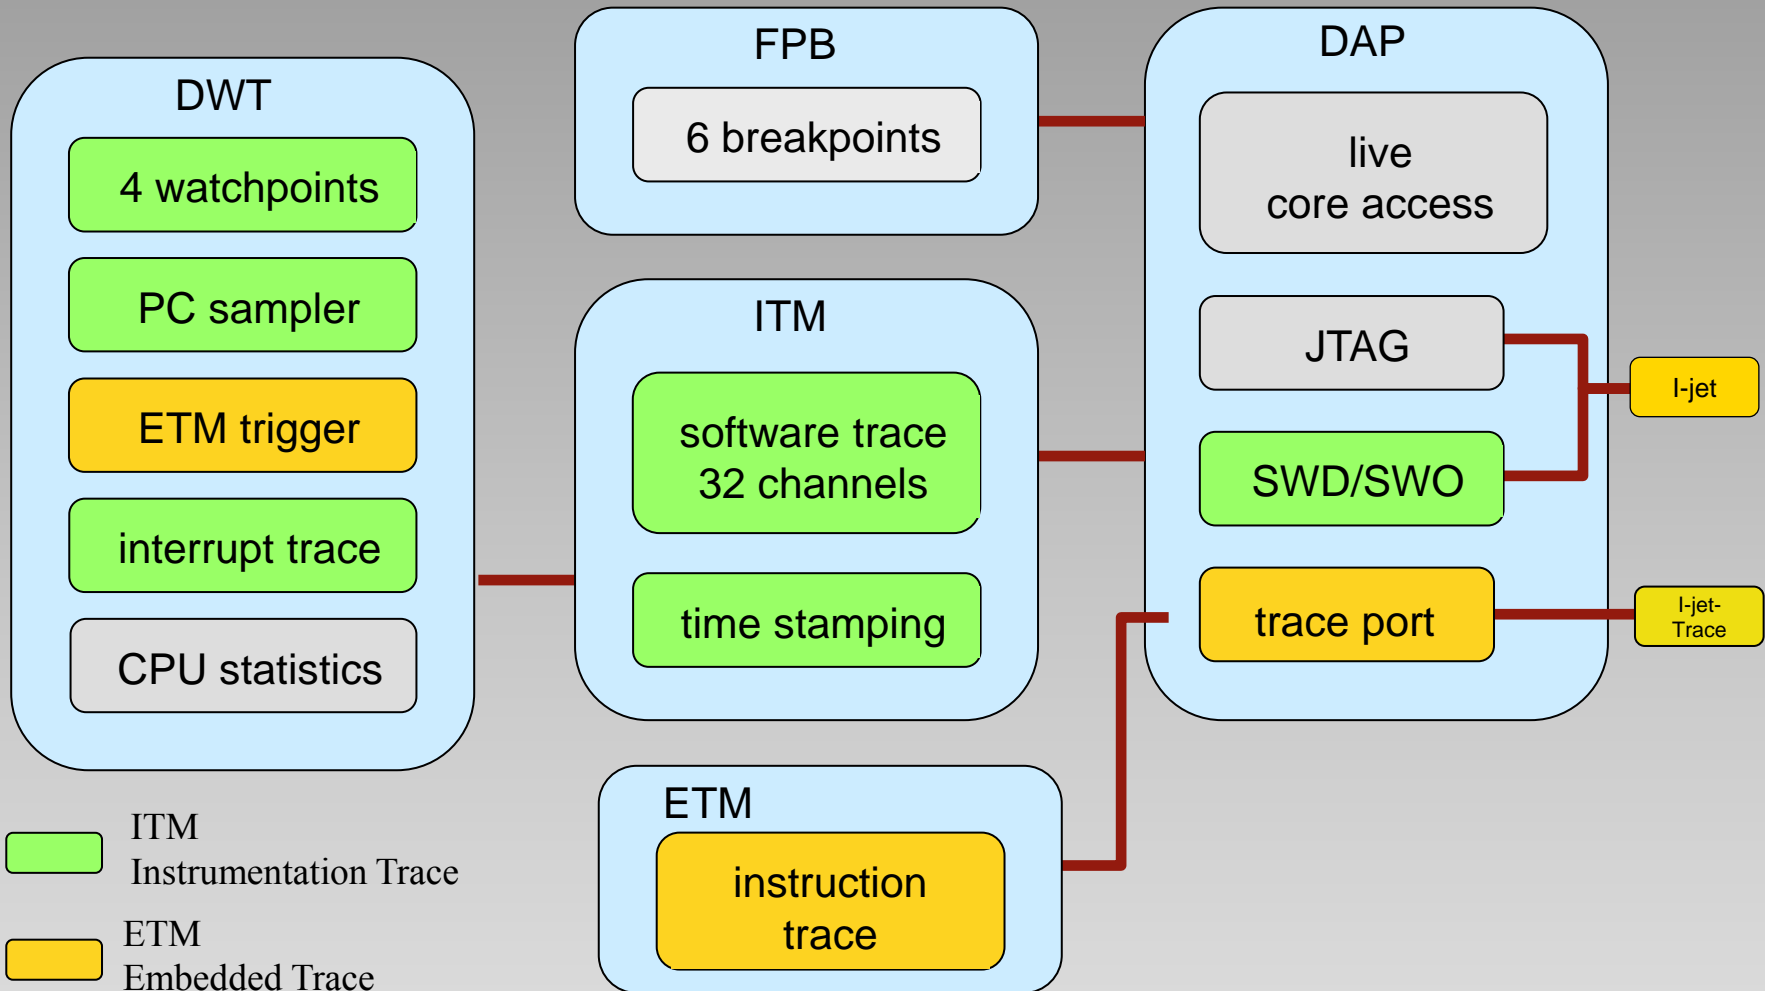 DWT
4 watchpoints
PC sampler
ETM trigger
interrupt trace
CPU statistics
FPB
6 breakpoints
ITM
software trace
32 channels
time stamping
ETM
instruction
trace
DAP
live
core access
JTAG
SWD/SWO
trace port
I-jet
I-jet-
Trace
ITM
Instrumentation Trace
ETM
Embedded Trace